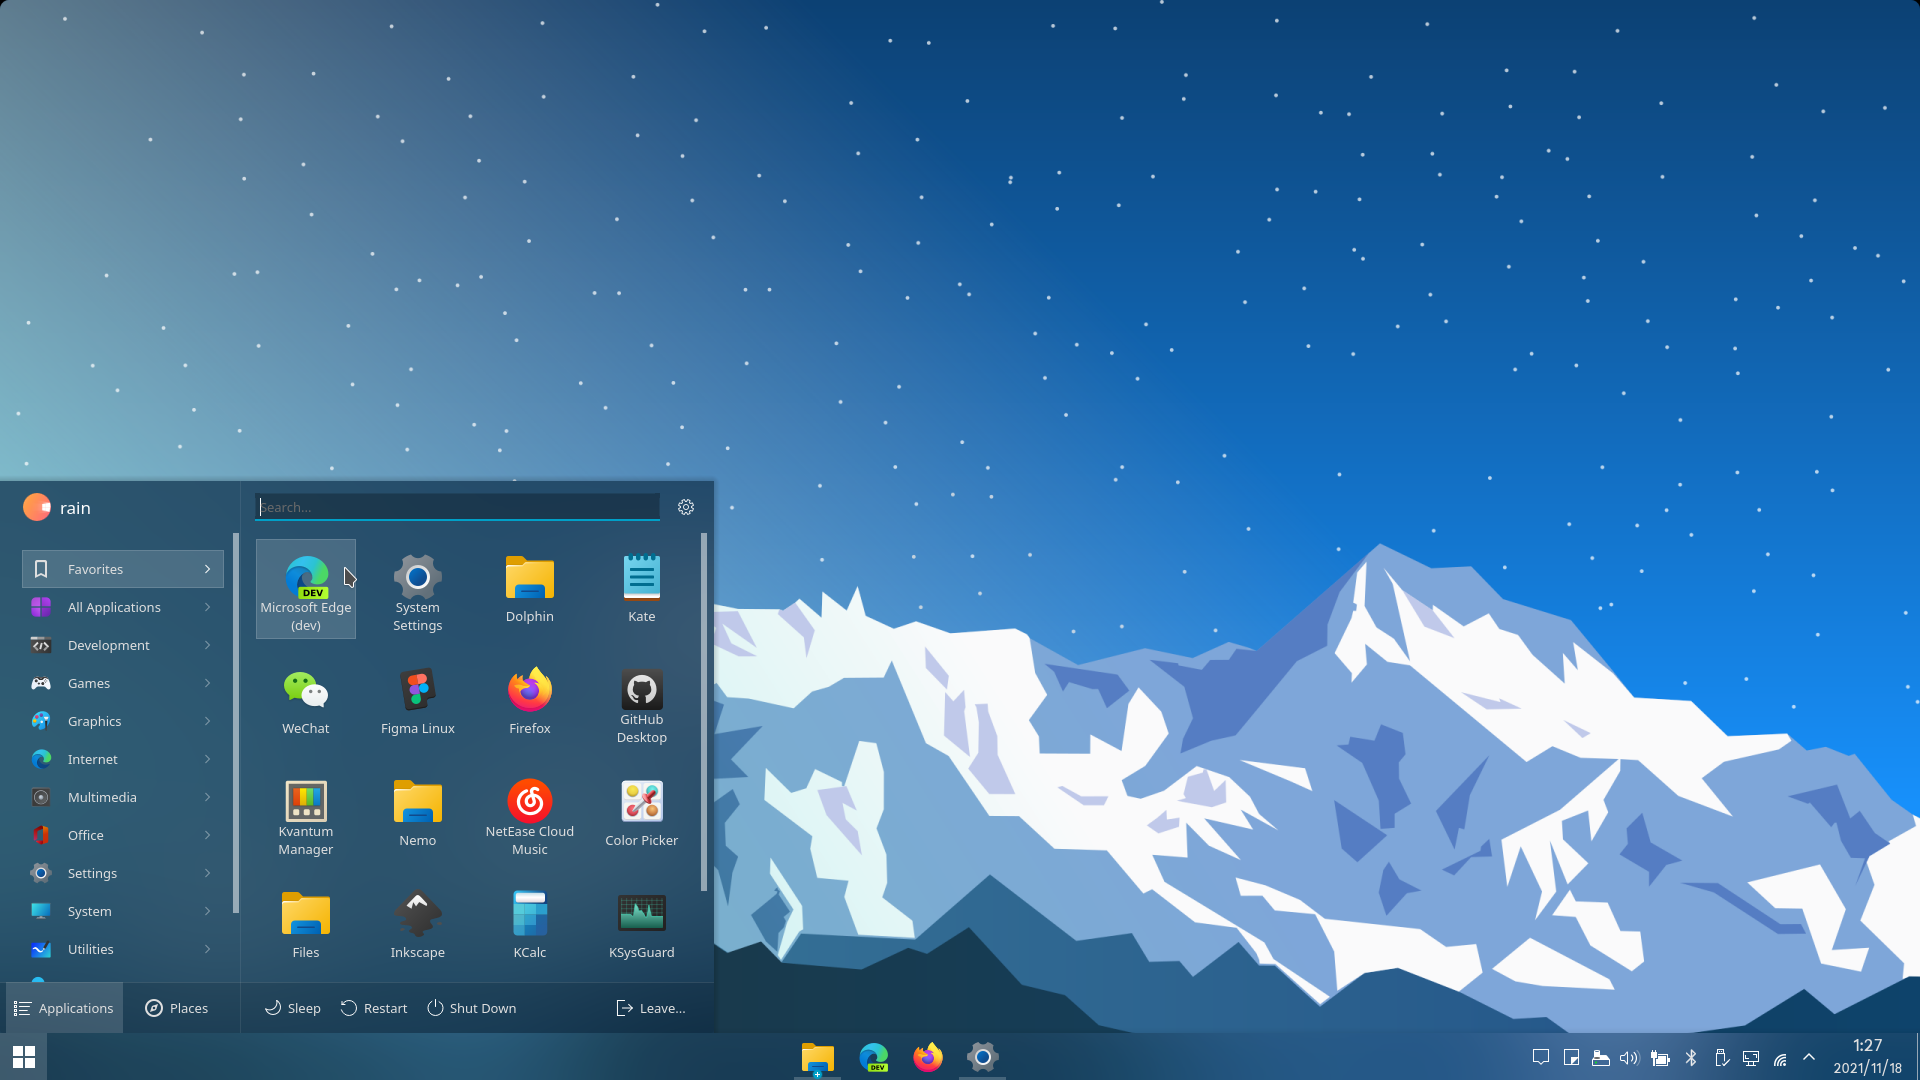 rain
Search...
Favorites
All Applications
Development
Games
Graphics
Internet
Multimedia
Office
Settings
System
Utilities
DEV
Microsoft Edge
(dev)
System
Settings
Dolphin
Kate
WeChat
Figma Linux
Firefox
GitHub
Desktop
Kvantum
Manager
Nemo
NetEase Cloud
Music
Color Picker
Files
Inkscape
KCalc
KSysGuard
Applications
Places
Sleep
Restart
Shut Down
Leave...
DEV
1:27
2021/11/18